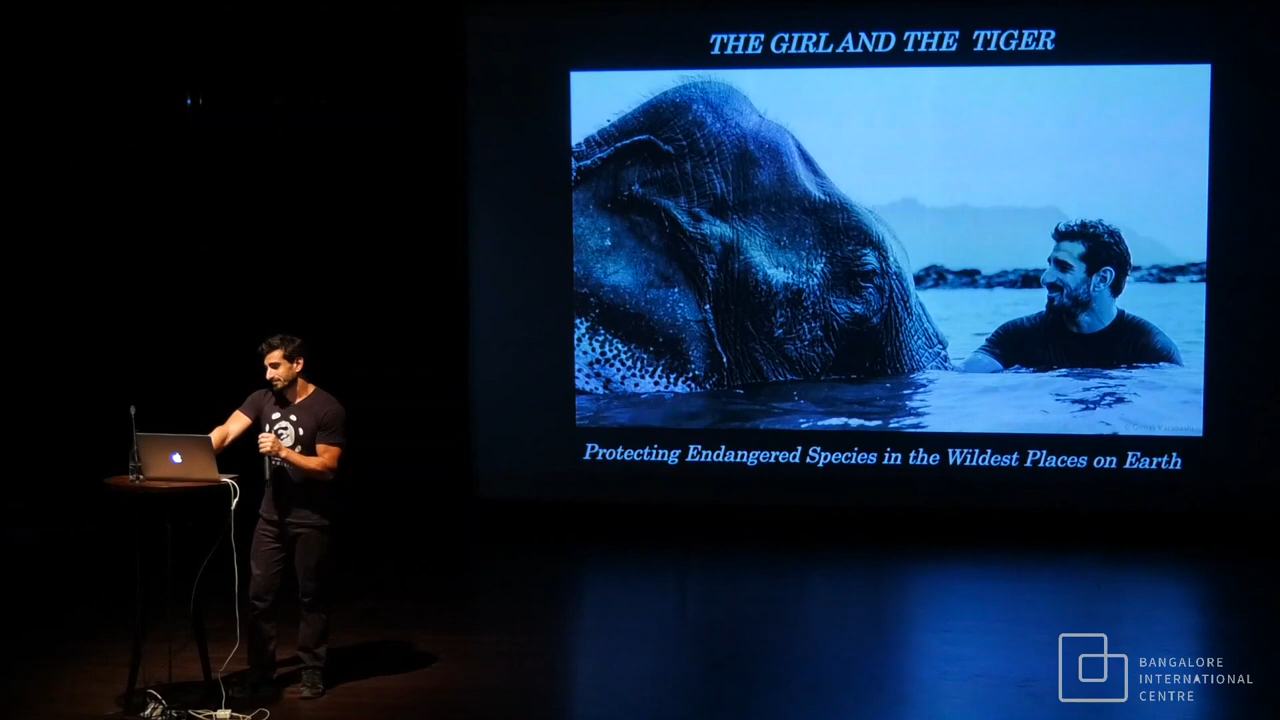 THE GIRL AND THE TIGER
Protecting Endangered Species in the Wildest Places on Earth
BANGALORE
INTERNATIONAL
CENTRE